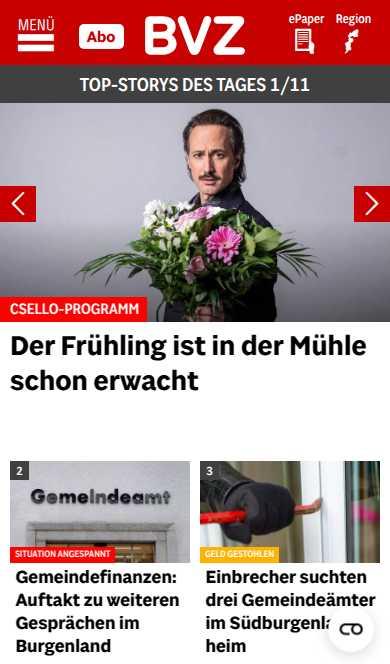 MENÜ
Abo
BVZ
ePaper
Region
TOP-STORYS DES TAGES 1/11
CSELLO-PROGRAMM
Der Frühling ist in der Mühle
schon erwacht
2
Gemeindeamt
SITUATION ANGESPANNT
Gemeindefinanzen:
Auftakt zu weiteren
Gesprächen im
Burgenland
3
GELD GESTOHLEN
Einbrecher suchten
drei Gemeindeämter
im Südburgenla
heim